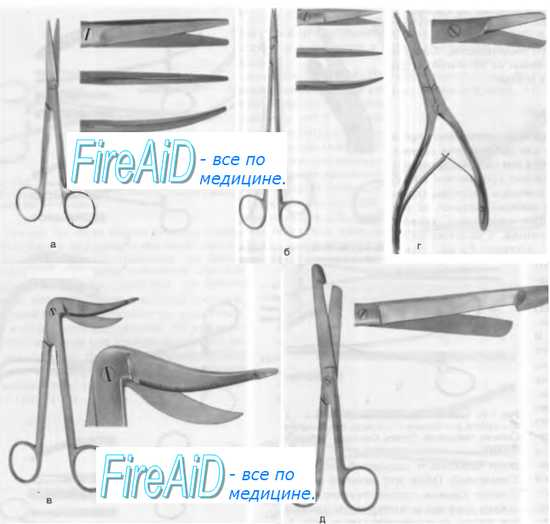 FireAiD - все по
медицине.
а
б
г
FireAiD - все по
медицине.
в
д